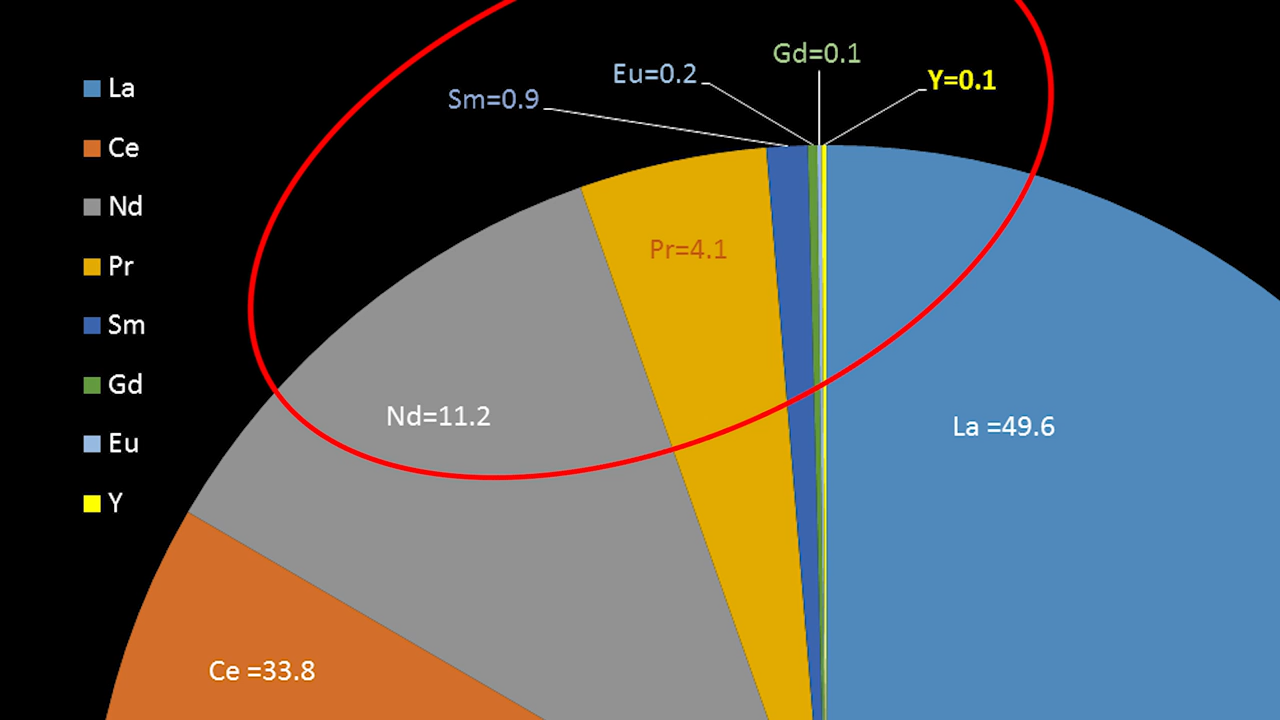 La
Ce
Nd
Pr
Sm
Gd
Eu
Y
Sm=0.9
Eu=0.2
Gd=0.1
Y=0.1
Pr=4.1
Nd=11.2
La =49.6
Ce =33.8